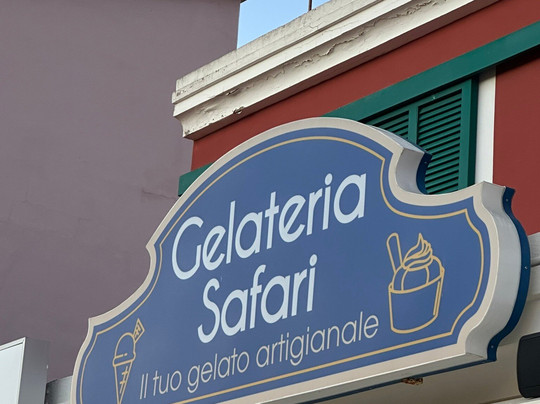 Gelateria
Safari
Il tuo gelato artigianale